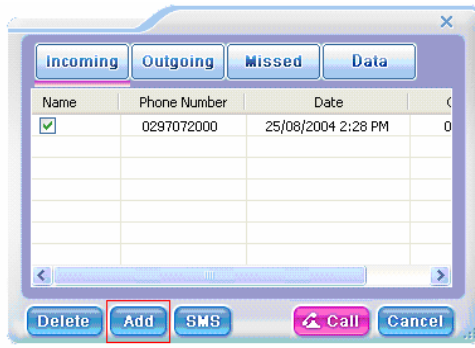 Incoming Outgoing Missed Data
Name Phone Number Date
0297072000 25/08/2004 2:28 PM 0
Delete Add SMS Call Cancel